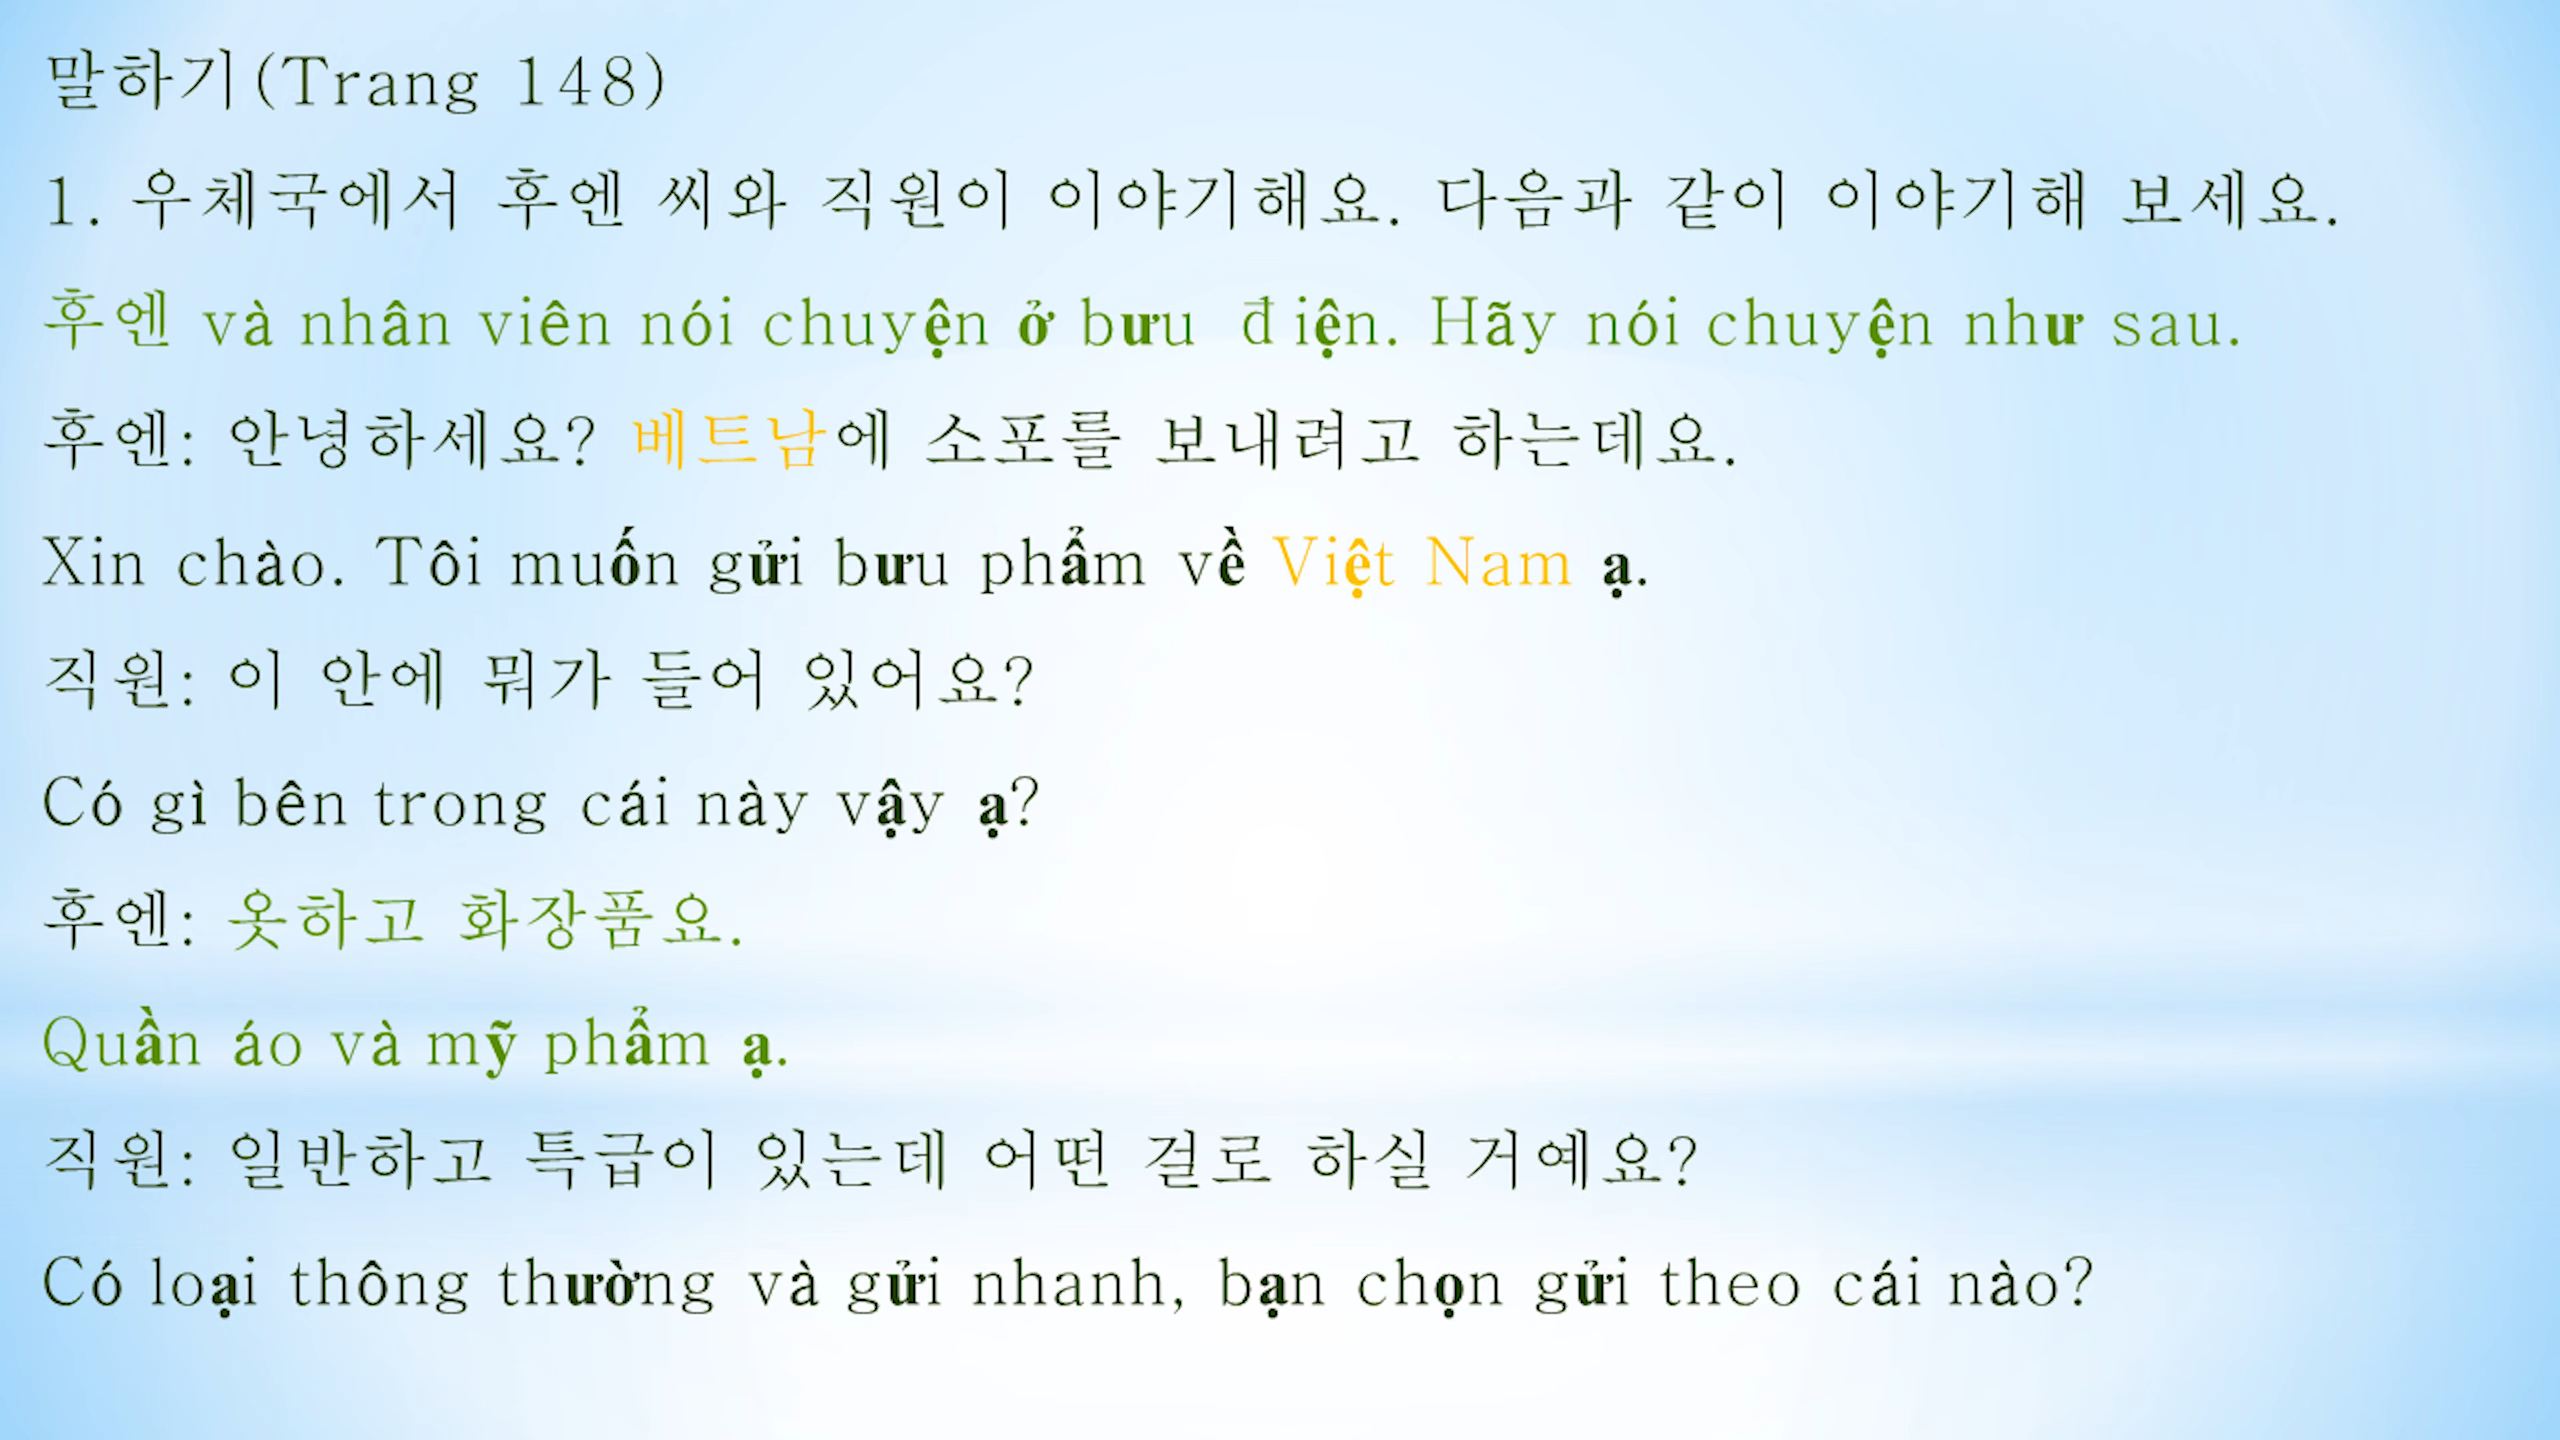 말하기(Trang 148)
1. 우체국에서 후엔 씨와 직원이 이야기해요. 다음과 같이 이야기해 보세요.
후엔 và nhân viên nói chuyện ở bưu điện. Hãy nói chuyện như sau.
후엔: 안녕하세요? 베트남에 소포를 보내려고 하는데요.
Xin chào. Tôi muốn gửi bưu phẩm về Việt Nam ạ.
직원: 이 안에 뭐가 들어 있어요?
Có gì bên trong cái này vậy ạ?
후엔: 옷하고 화장품요.
Quần áo và mỹ phẩm ạ.
직원: 일반하고 특급이 있는데 어떤 걸로 하실 거예요?
Có loại thông thường và gửi nhanh, bạn chọn gửi theo cái nào?